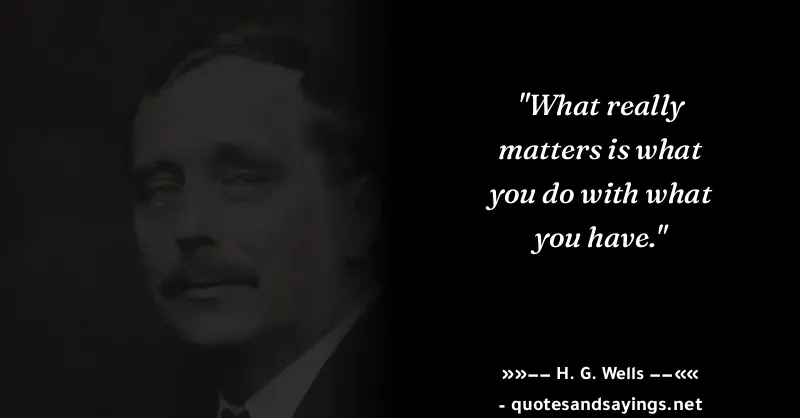 "What really
matters is what
you do with what
you have."
»»–– H. G. Wells ––««
- quotesandsayings.net